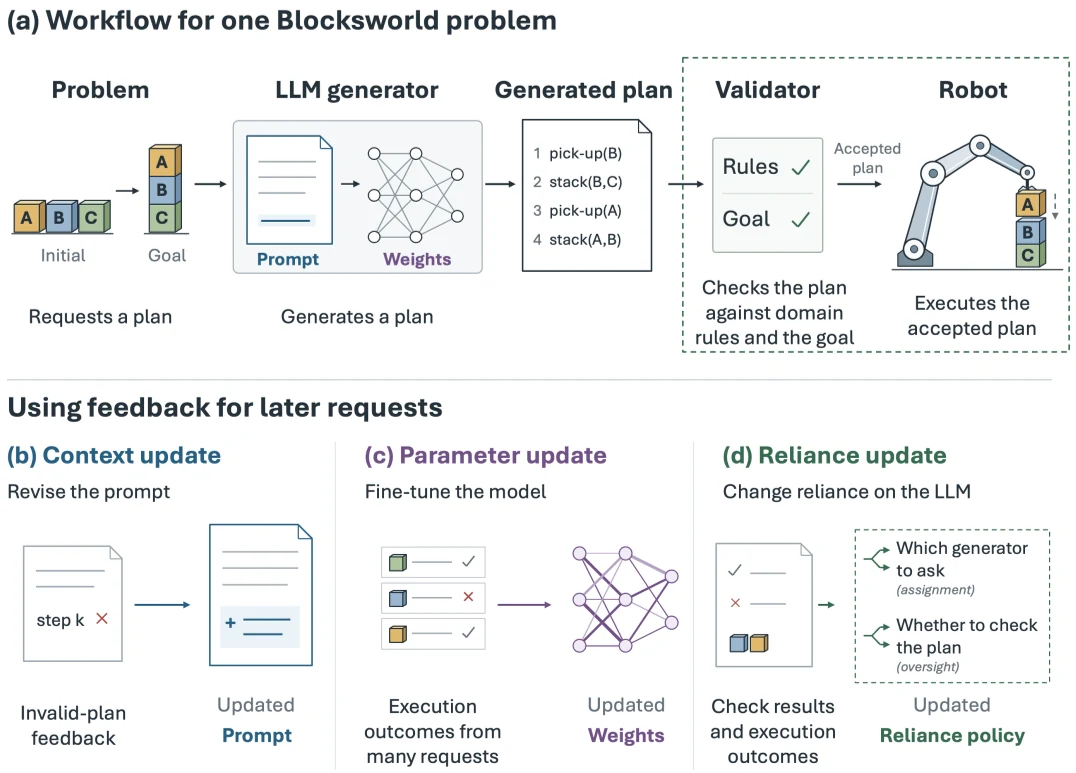 (a) Workflow for one Blocksworld problem
Problem
LLM generator
Generated plan
Validator
Robot
A
B
C
A B C
Initial
Goal
Prompt
Weights
1 pick-up(B)
2 stack(B,C)
3 pick-up(A)
4 stack(A,B)
Rules ✓
Goal ✓
Accepted
plan
A
B
C
Requests a plan
Generates a plan
Checks the plan
against domain
rules and the goal
Executes the
accepted plan
Using feedback for later requests
(b) Context update
Revise the prompt
step k ✕
+
Invalid-plan
feedback
Updated
Prompt
(c) Parameter update
Fine-tune the model
✓
✕
✓
Execution
outcomes from
many requests
Updated
Weights
(d) Reliance update
Change reliance on the LLM
✓
✕
Which generator
to ask
(assignment)
Whether to check
the plan
(oversight)
Check results
and execution
outcomes
Updated
Reliance policy